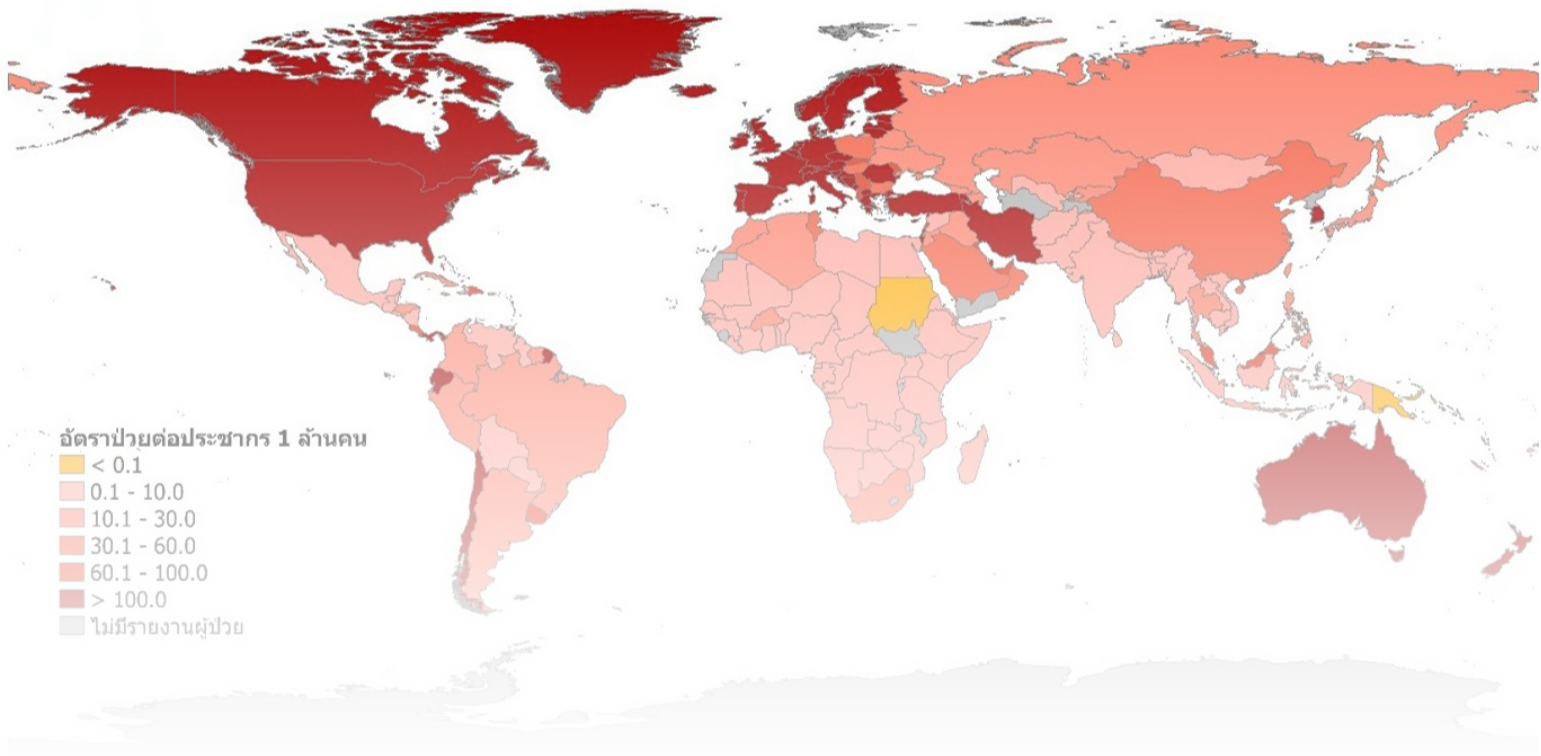 อัตราป่วยต่อประชากร 1 ล้านคน
< 0.1
0.1 - 10.0
10.1 - 30.0
30.1 - 60.0
60.1 - 100.0
> 100.0
ไม่มีรายงานผู้ป่วย